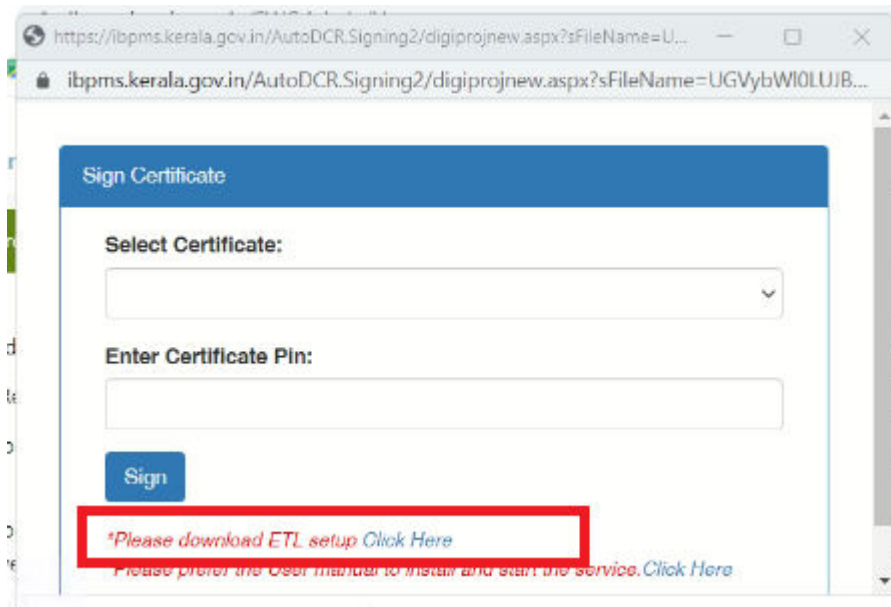 https://ibpms.kerala.gov.in/AutoDCR.Signing2/digiprojnew.aspx?sFileName=U...
ibpms.kerala.gov.in/AutoDCR.Signing2/digiprojnew.aspx?sFileName=UGVybWl0LUJB...
Sign Certificate
Select Certificate:
Enter Certificate Pin:
Sign
*Please download ETL setup Click Here
*Please prefer the User manual to install and start the service.Click Here